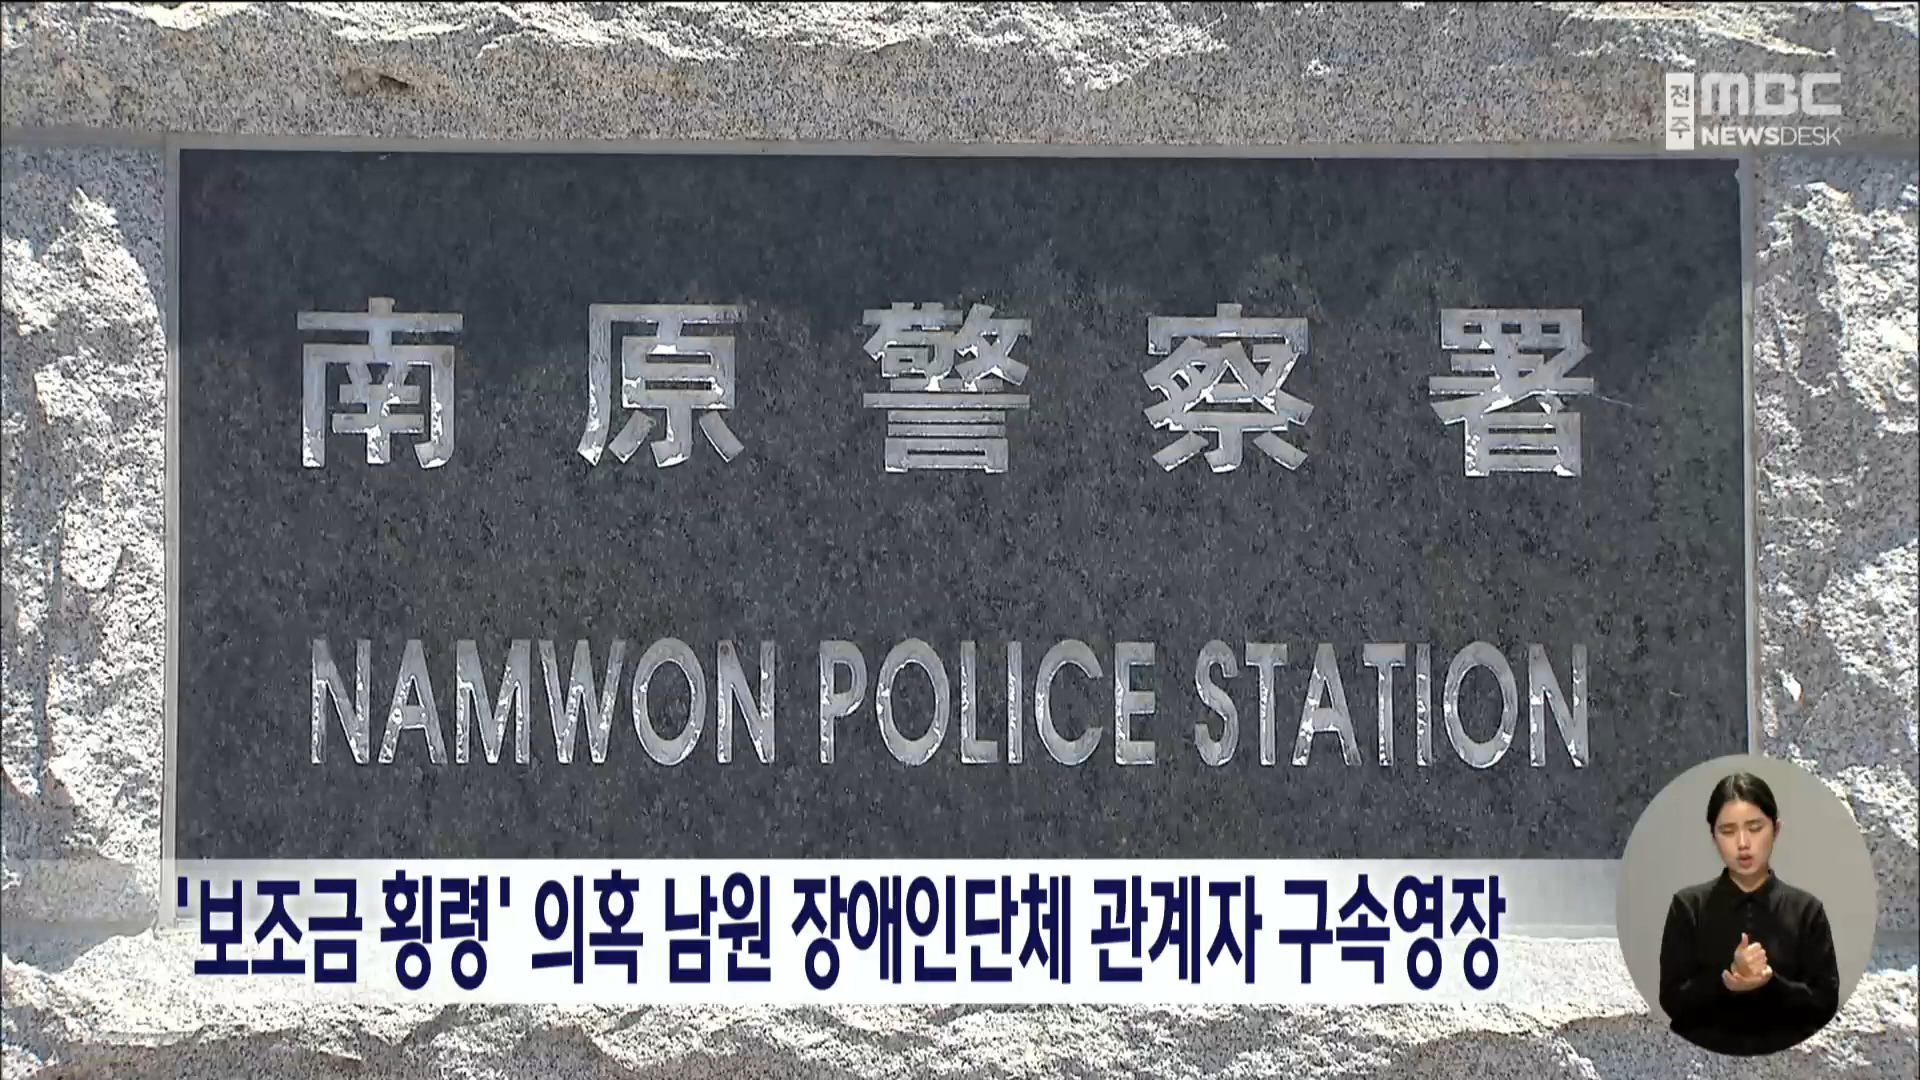 전주 MBC
NEWSDESK
南原警察署
NAMWON POLICE STATION
'보조금 횡령' 의혹 남원 장애인단체 관계자 구속영장